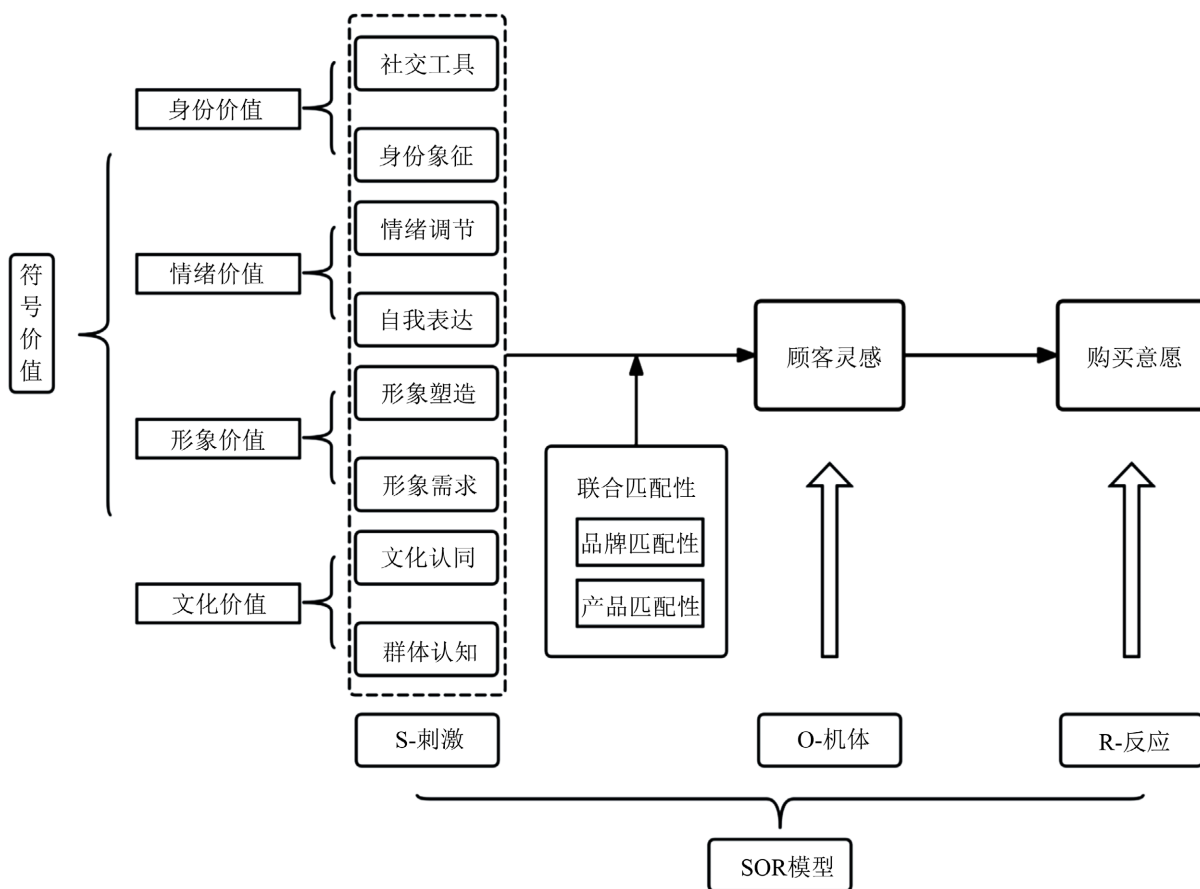 社交工具
身份价值
身份象征
情绪调节
符号价值
情绪价值
自我表达
顾客灵感
购买意愿
形象塑造
形象价值
形象需求
联合匹配性
品牌匹配性
文化认同
产品匹配性
文化价值
群体认知
S-刺激
O-机体
R-反应
SOR模型